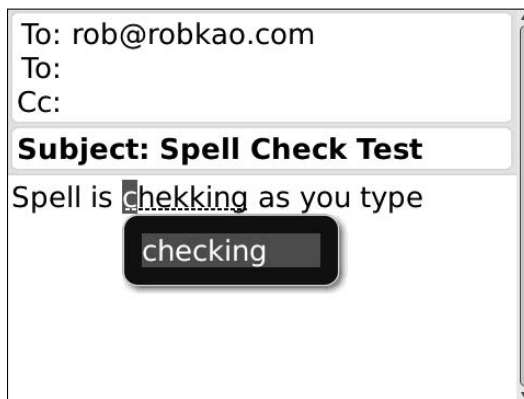 To: rob@robkao.com
To:
Cc:
Subject: Spell Check Test
Spell is chekking as you type
checking